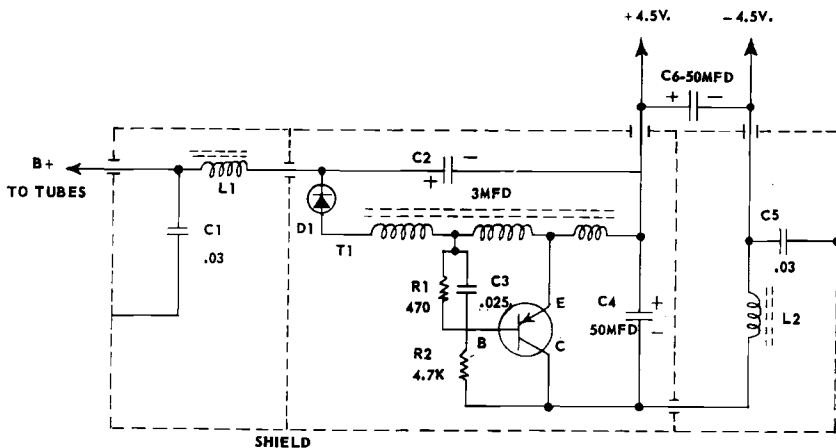 +4.5V. -4.5V.
C6-50MFD
+ -
B+
TO TUBES
L1
C2
-
+
3MFD
C1
.03
D1
T1
C5
.03
R1
470
C3
.025
E
C4
50MFD
+
-
L2
B
C
R2
4.7K
SHIELD